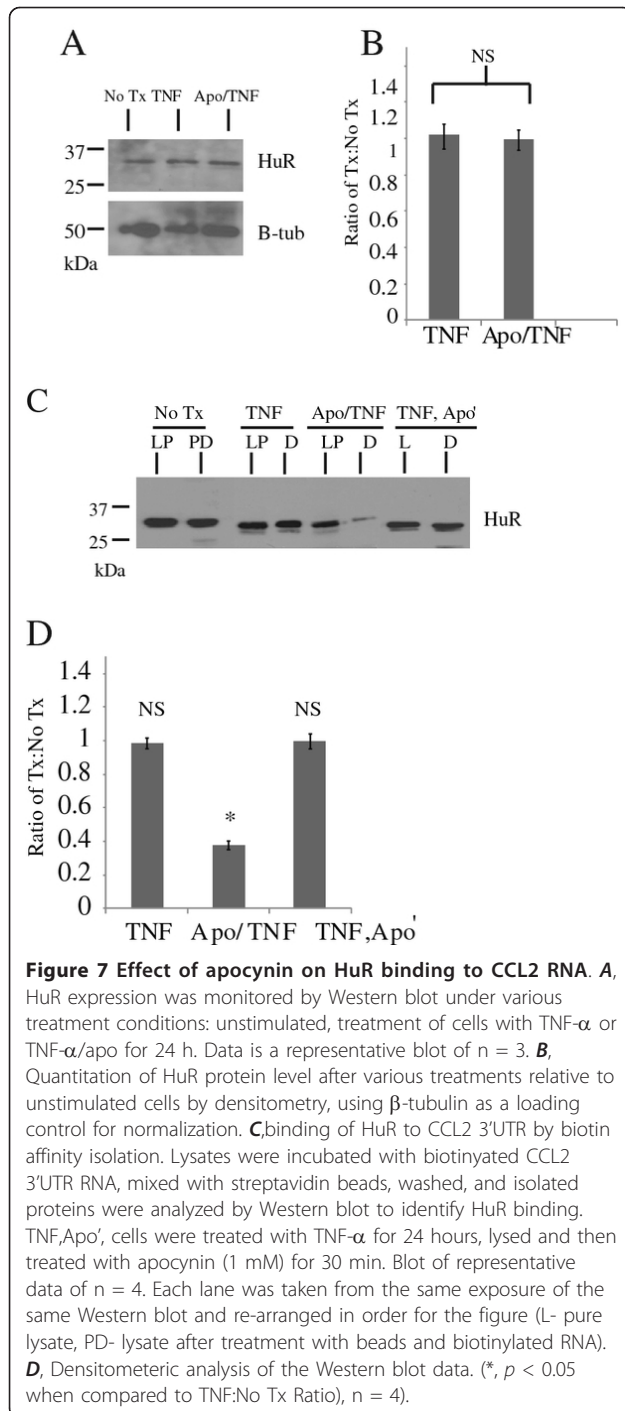 A
No Tx TNF Apo/TNF
37
25
HuR
50
B-tub
kDa
B
NS
Ratio of Tx:No Tx
1.4
1.2
1
0.8
0.6
0.4
0.2
0
TNF Apo/TNF
C
No Tx TNF Apo/TNF TNF, Apo'
LP PD LP D LP D L D
37
25
HuR
kDa
D
Ratio of Tx:No Tx
1.4
1.2
1
0.8
0.6
0.4
0.2
0
NS
*
NS
TNF Apo/TNF TNF,Apo'
Figure 7 Effect of apocynin on HuR binding to CCL2 RNA. A,
HuR expression was monitored by Western blot under various
treatment conditions: unstimulated, treatment of cells with TNF-α or
TNF-α/apo for 24 h. Data is a representative blot of n = 3. B,
Quantitation of HuR protein level after various treatments relative to
unstimulated cells by densitometry, using β-tubulin as a loading
control for normalization. C,binding of HuR to CCL2 3'UTR by biotin
affinity isolation. Lysates were incubated with biotinyated CCL2
3'UTR RNA, mixed with streptavidin beads, washed, and isolated
proteins were analyzed by Western blot to identify HuR binding.
TNF,Apo', cells were treated with TNF-α for 24 hours, lysed and then
treated with apocynin (1 mM) for 30 min. Blot of representative
data of n = 4. Each lane was taken from the same exposure of the
same Western blot and re-arranged in order for the figure (L- pure
lysate, PD- lysate after treatment with beads and biotinylated RNA).
D, Densitometeric analysis of the Western blot data. (*, p < 0.05
when compared to TNF:No Tx Ratio), n = 4).